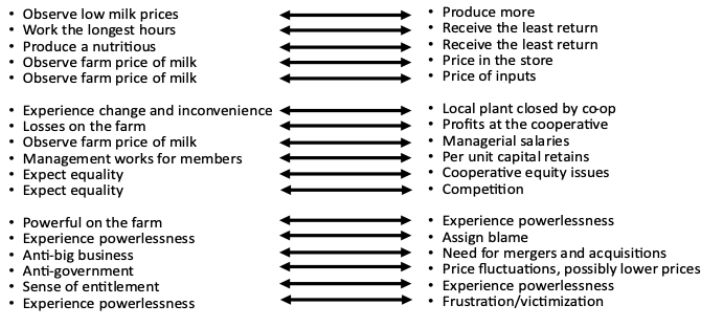 • Observe low milk prices • Produce more
• Work the longest hours • Receive the least return
• Produce a nutritious • Receive the least return
• Observe farm price of milk • Price in the store
• Observe farm price of milk • Price of inputs
• Experience change and inconvenience • Local plant closed by co-op
• Losses on the farm • Profits at the cooperative
• Observe farm price of milk • Managerial salaries
• Management works for members • Per unit capital retains
• Expect equality • Cooperative equity issues
• Expect equality • Competition
• Powerful on the farm • Experience powerlessness
• Experience powerlessness • Assign blame
• Anti-big business • Need for mergers and acquisitions
• Anti-government • Price fluctuations, possibly lower prices
• Sense of entitlement • Experience powerlessness
• Experience powerlessness • Frustration/victimization